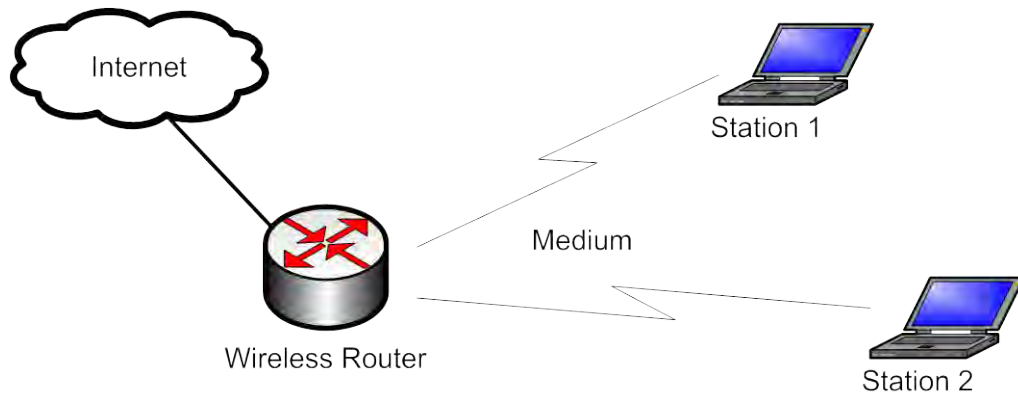 Internet
Station 1
Medium
Wireless Router
Station 2